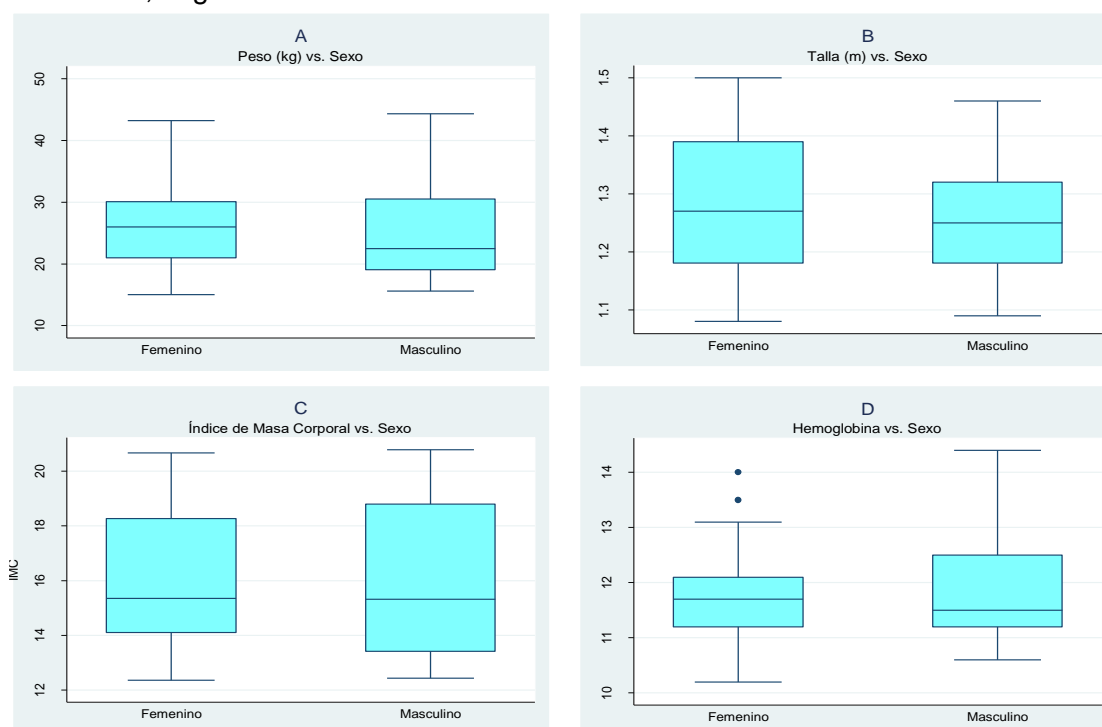 A
Peso (kg) vs. Sexo
50
40
30
20
10
Femenino
Masculino
B
Talla (m) vs. Sexo
1.5
1.4
1.3
1.2
1.1
Femenino
Masculino
C
Índice de Masa Corporal vs. Sexo
IMC
20
18
16
14
12
Femenino
Masculino
D
Hemoglobina vs. Sexo
14
13
12
11
10
Femenino
Masculino